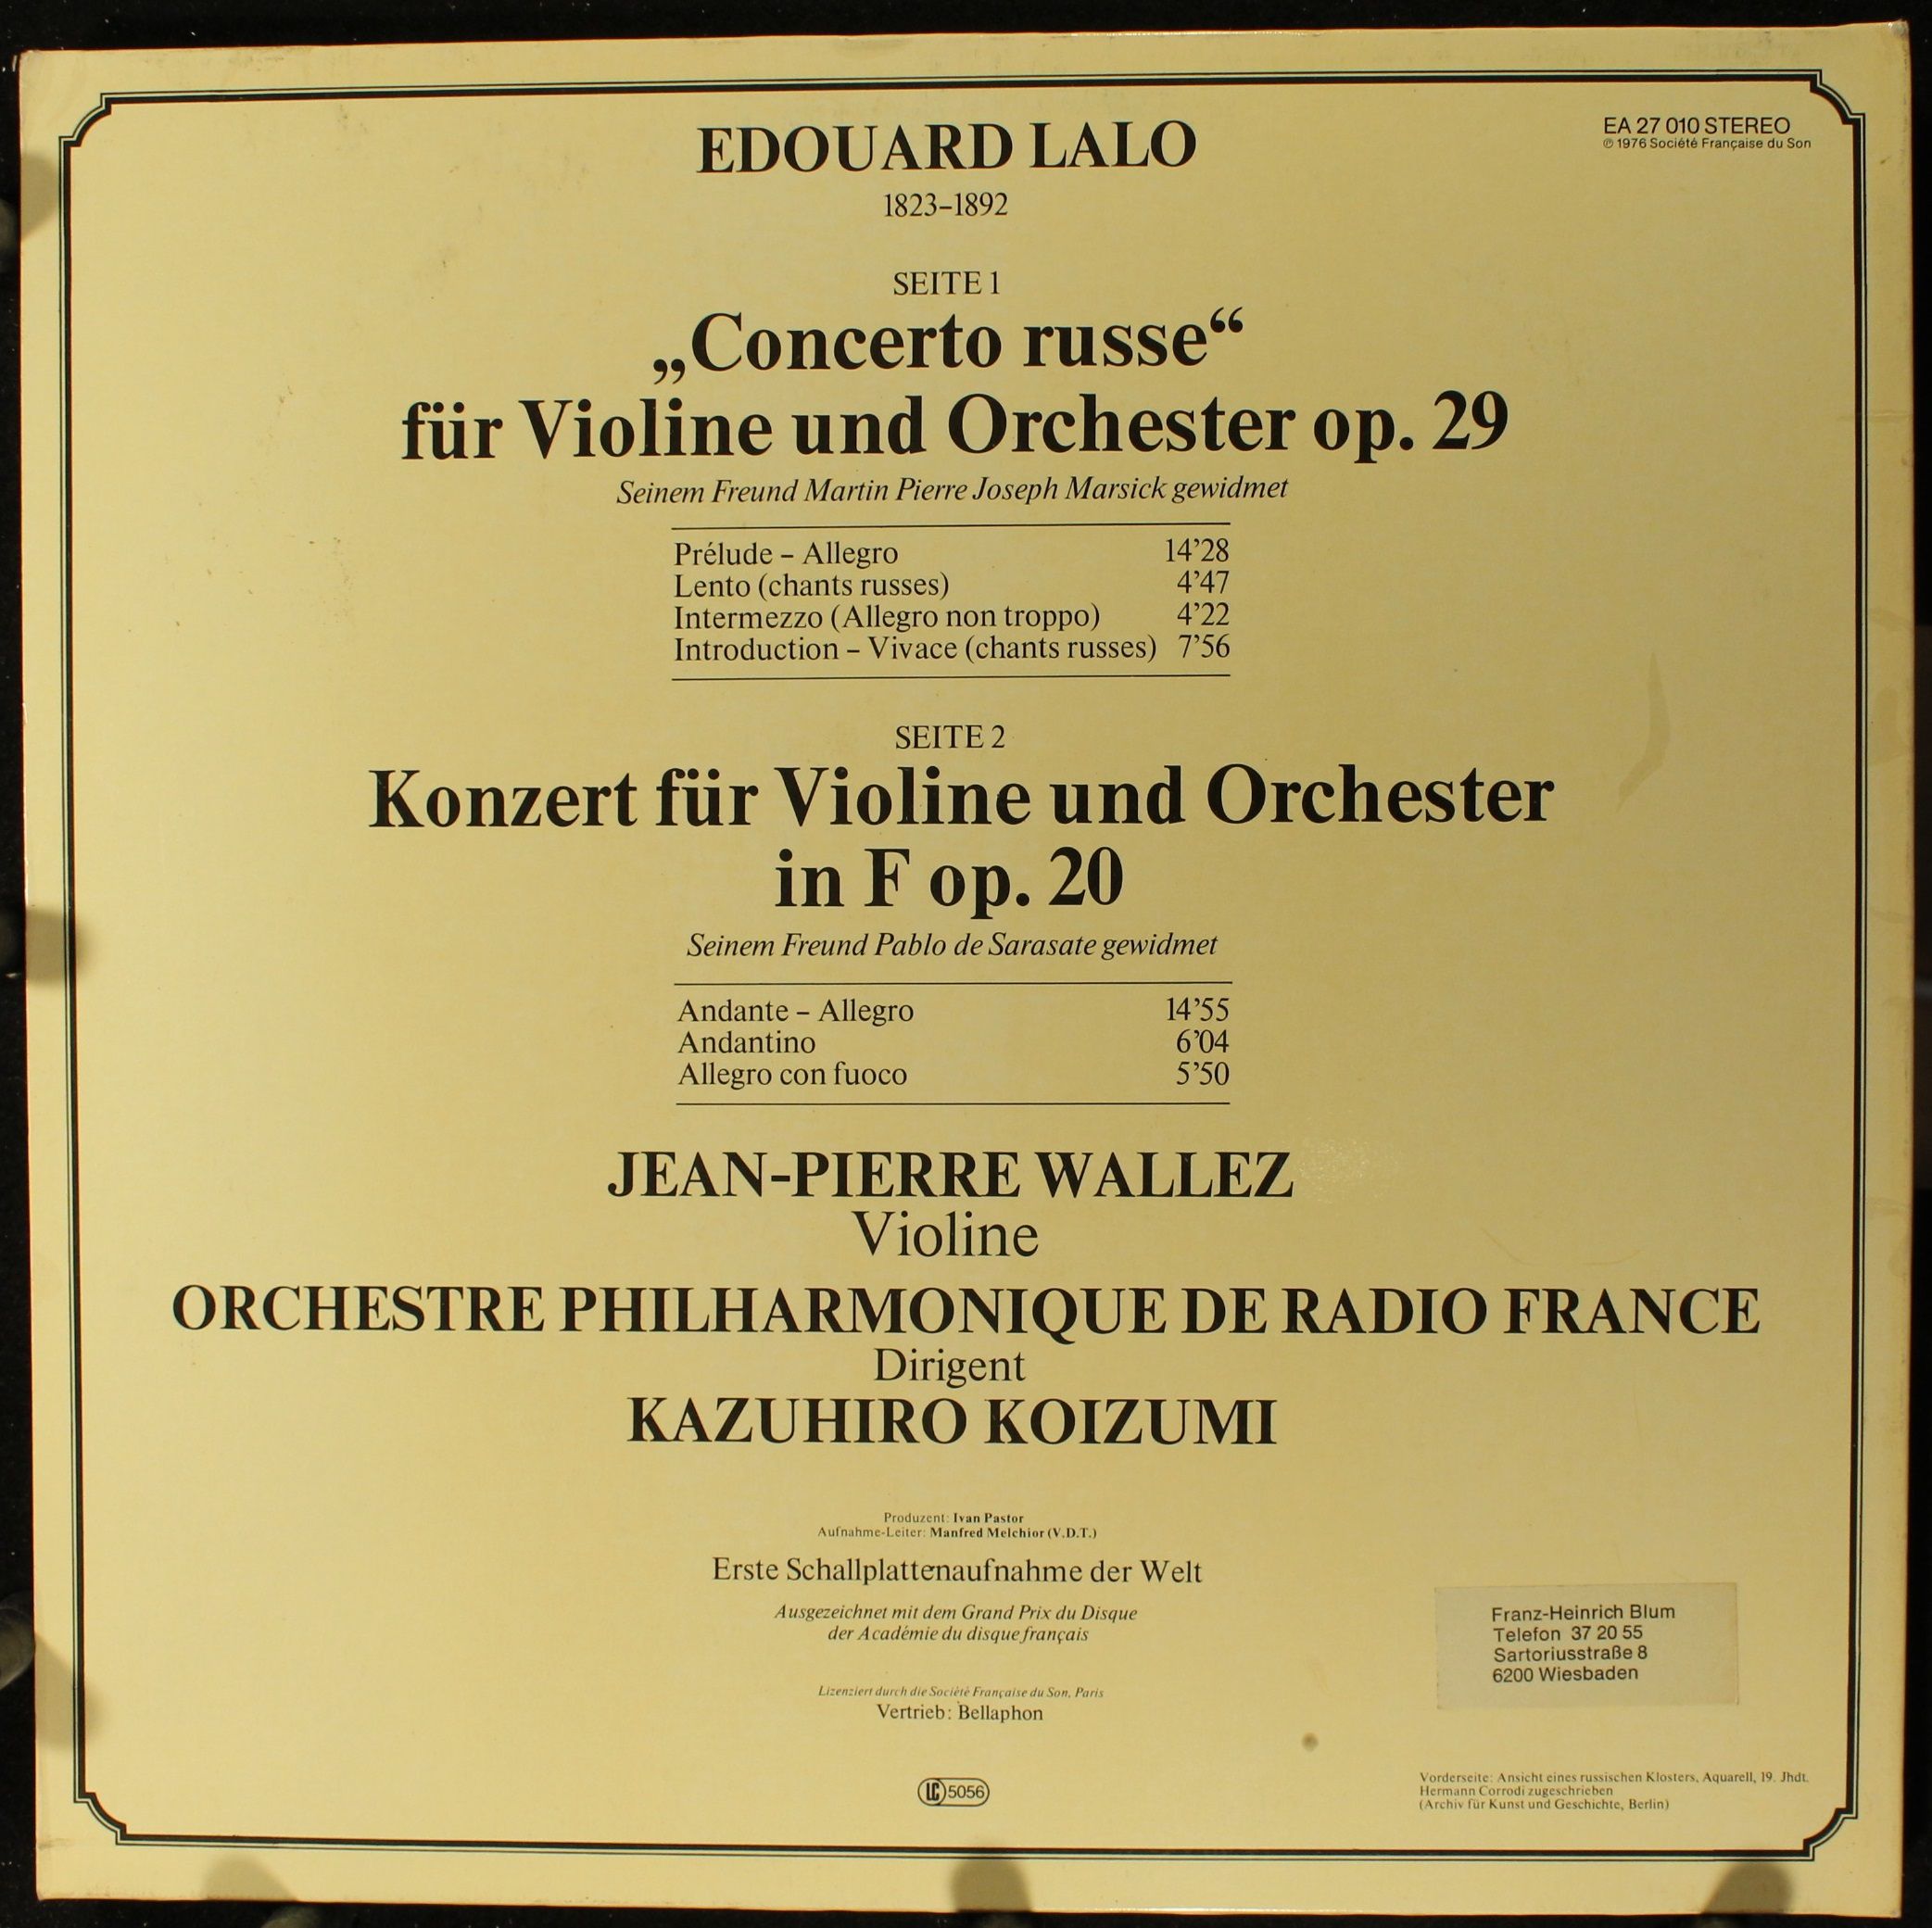 EA 27 010 STEREO
℗ 1976 Société Française du Son
EDOUARD LALO
1823–1892
SEITE 1
„Concerto russe“
für Violine und Orchester op. 29
Seinem Freund Martin Pierre Joseph Marsick gewidmet
Prélude – Allegro 14’28
Lento (chants russes) 4’47
Intermezzo (Allegro non troppo) 4’22
Introduction – Vivace (chants russes) 7’56
SEITE 2
Konzert für Violine und Orchester
in F op. 20
Seinem Freund Pablo de Sarasate gewidmet
Andante – Allegro 14’55
Andantino 6’04
Allegro con fuoco 5’50
JEAN-PIERRE WALLEZ
Violine
ORCHESTRE PHILHARMONIQUE DE RADIO FRANCE
Dirigent
KAZUHIRO KOIZUMI
Produzent: Ivan Pastor
Aufnahme-Leiter: Manfred Melchior (V.D.T.)
Erste Schallplattenaufnahme der Welt
Ausgezeichnet mit dem Grand Prix du Disque
der Académie du disque français
Lizenziert durch die Société Française du Son, Paris
Vertrieb: Bellaphon
LC 5056
Franz-Heinrich Blum
Telefon 37 20 55
Sartoriusstraße 8
6200 Wiesbaden
Vorderseite: Ansicht eines russischen Klosters, Aquarell, 19. Jhdt.
Hermann Corrodi zugeschrieben
(Archiv für Kunst und Geschichte, Berlin)